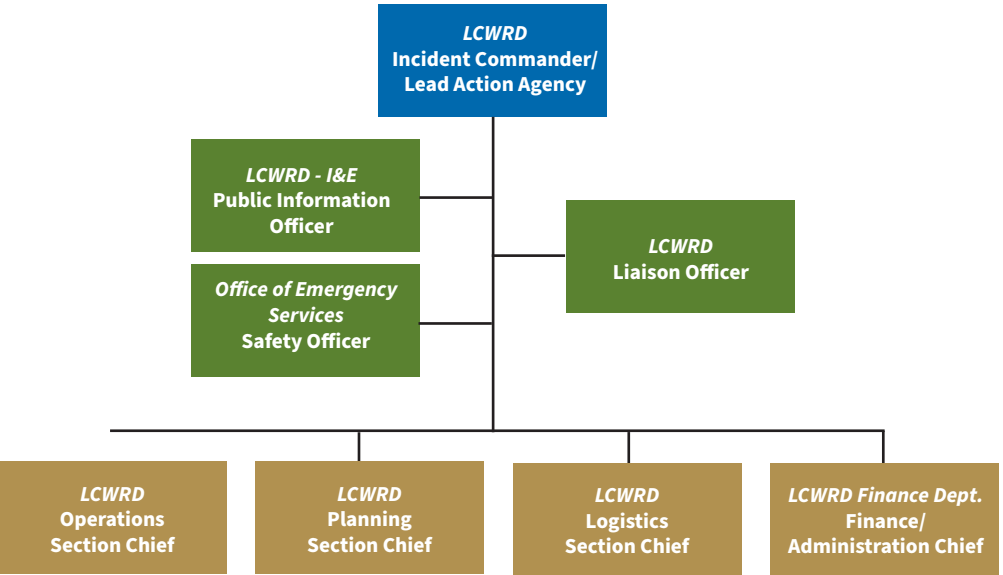 LCWRD
Incident Commander/
Lead Action Agency
LCWRD - I&E
Public Information
Officer
LCWRD
Liaison Officer
Office of Emergency
Services
Safety Officer
LCWRD
Operations
Section Chief
LCWRD
Planning
Section Chief
LCWRD
Logistics
Section Chief
LCWRD Finance Dept.
Finance/
Administration Chief